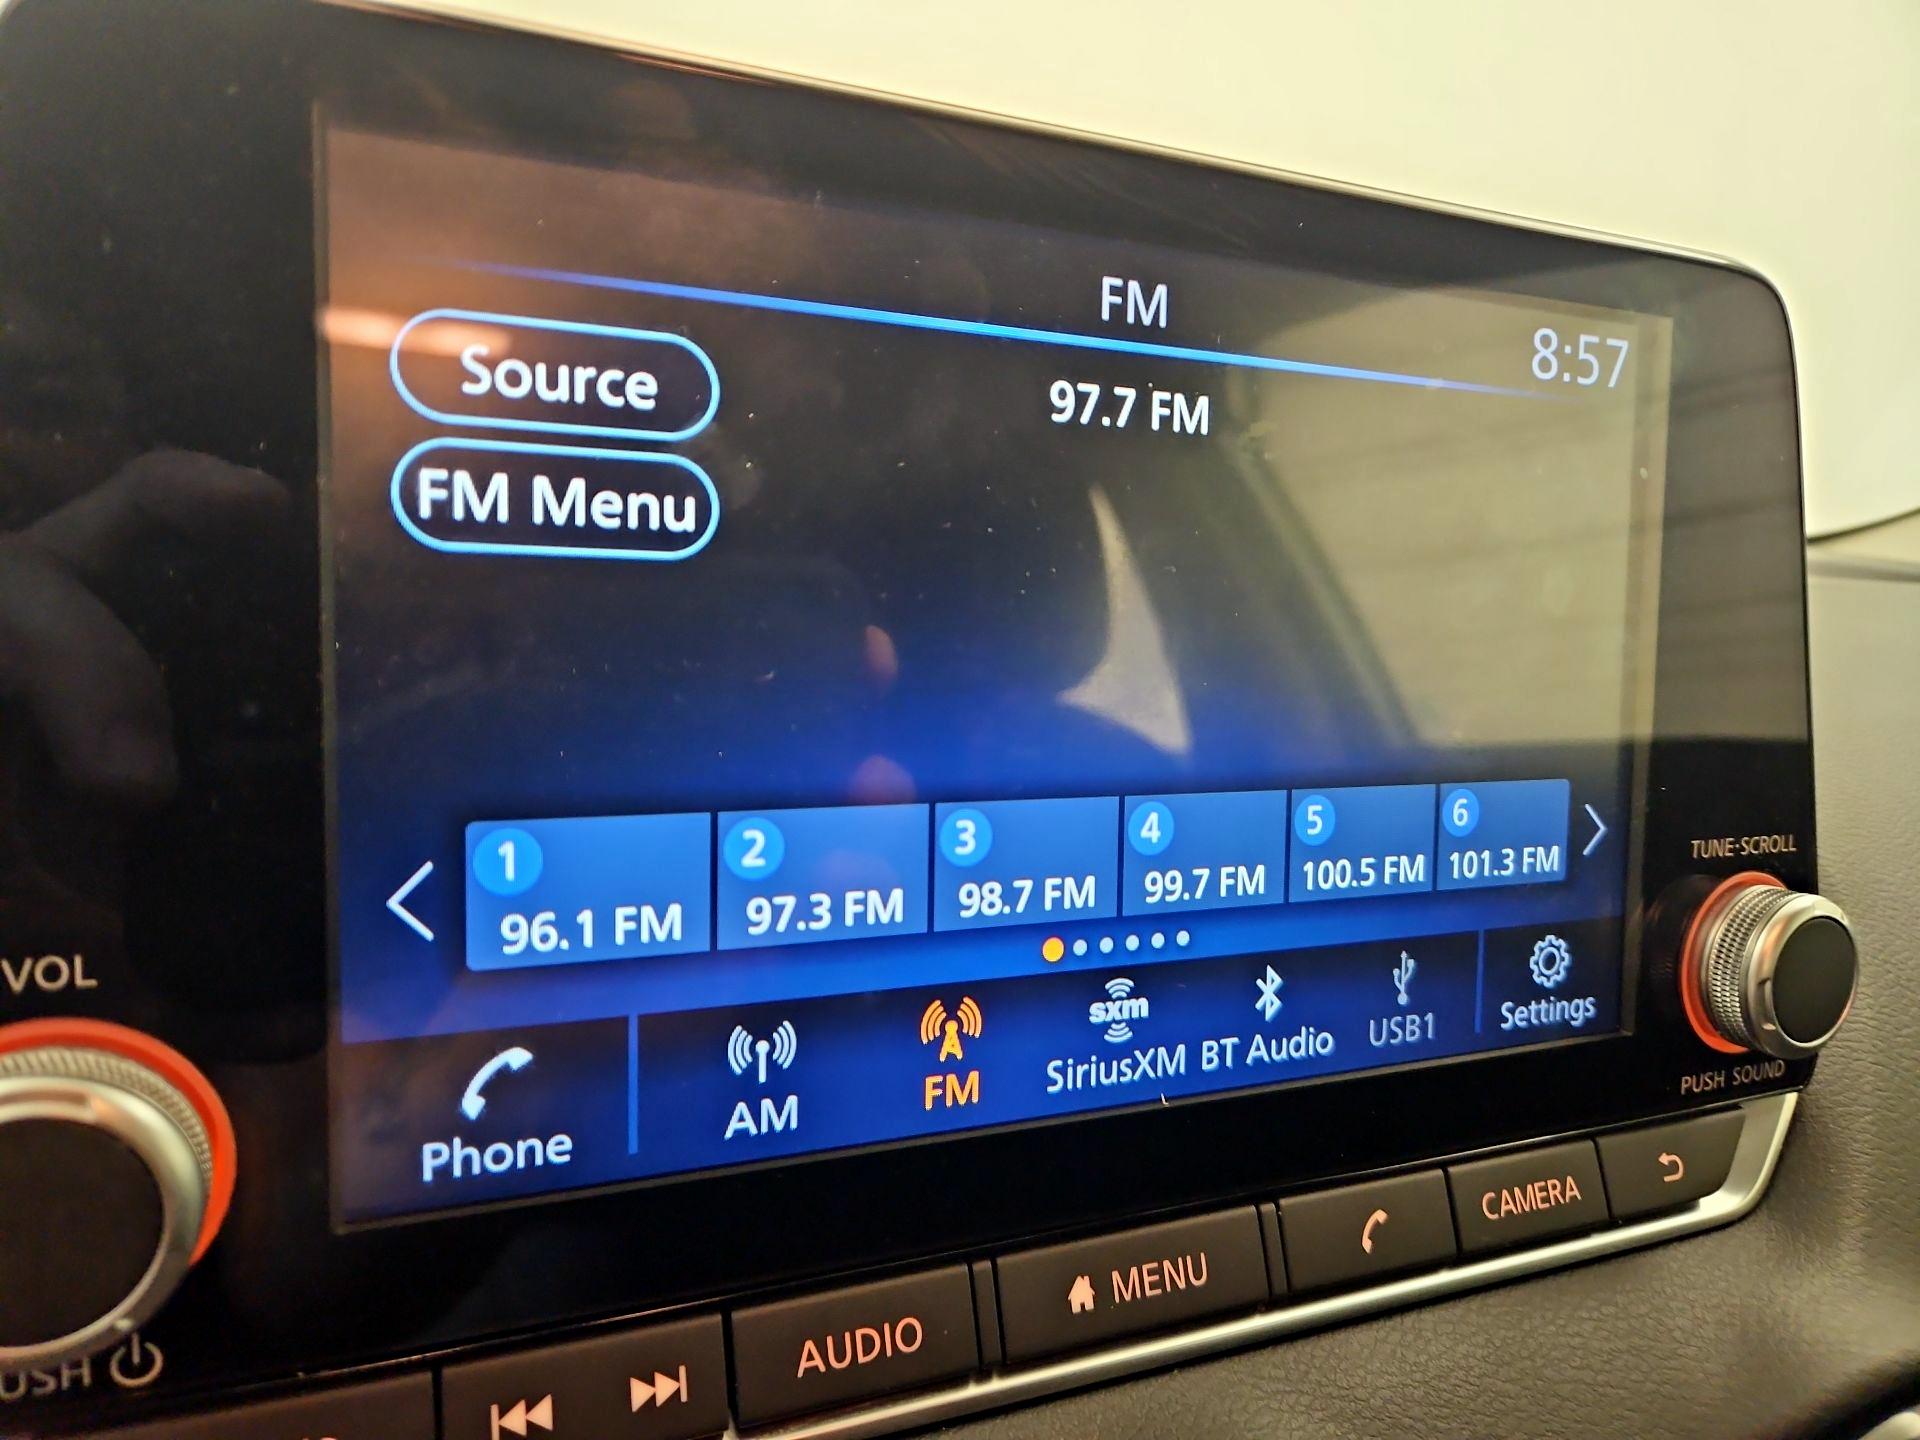 FM
8:57
Source
97.7 FM
FM Menu
1
96.1 FM
2
97.3 FM
3
98.7 FM
4
99.7 FM
5
100.5 FM
6
101.3 FM
TUNE·SCROLL
PUSH SOUND
VOL
Phone
AM
FM
sxm
SiriusXM
BT Audio
USB1
Settings
AUDIO
MENU
CAMERA